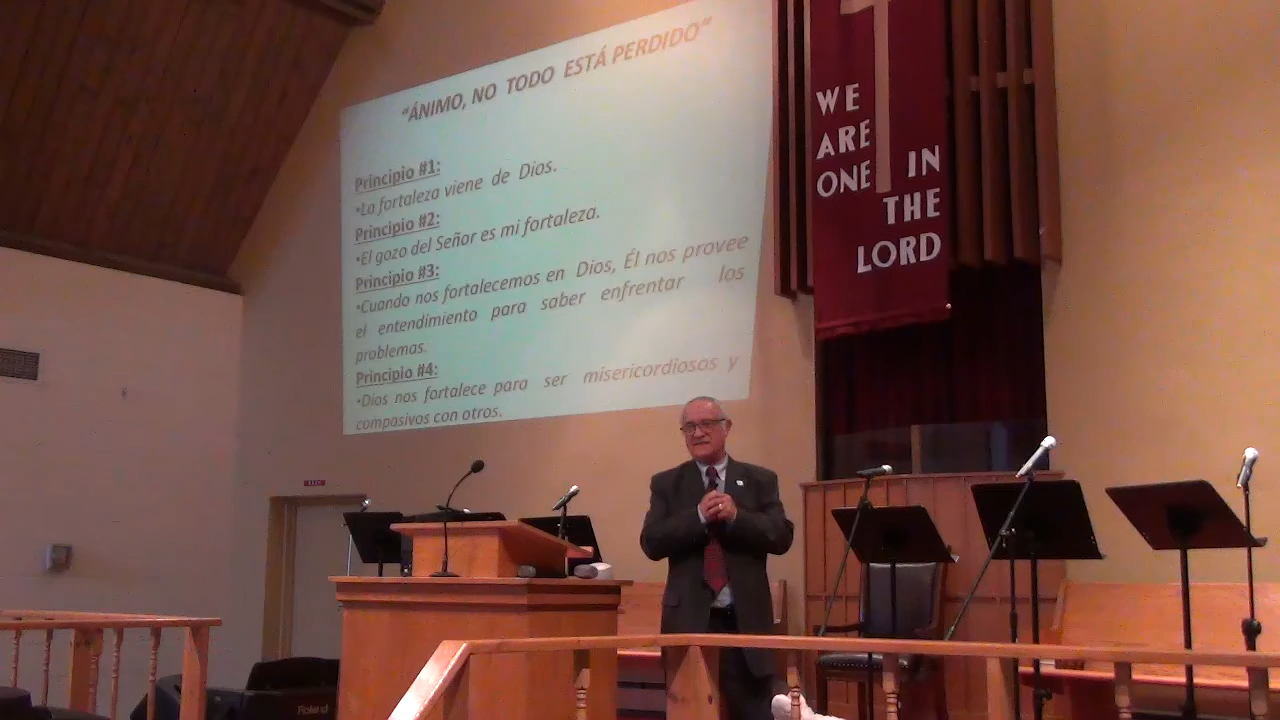 “ÁNIMO, NO TODO ESTÁ PERDIDO”
Principio #1:
•La fortaleza viene de Dios.
Principio #2:
•El gozo del Señor es mi fortaleza.
Principio #3:
•Cuando nos fortalecemos en Dios, Él nos provee
el entendimiento para saber enfrentar los
problemas.
Principio #4:
•Dios nos fortalece para ser misericordiosos y
compasivos con otros.
WE
ARE
ONE IN
THE
LORD
EXIT
Roland